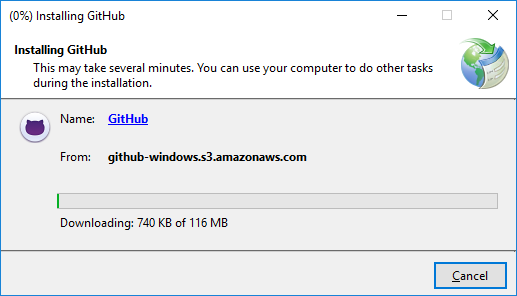 (0%) Installing GitHub
Installing GitHub
This may take several minutes. You can use your computer to do other tasks
during the installation.
Name: GitHub
From: github-windows.s3.amazonaws.com
Downloading: 740 KB of 116 MB
Cancel